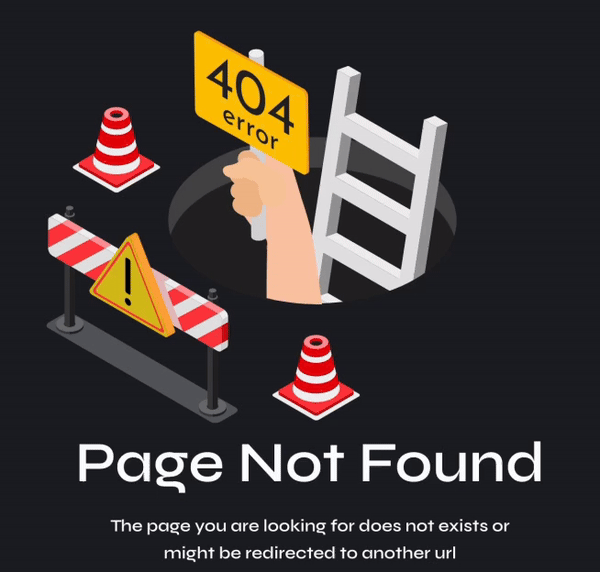 404
error
!
Page Not Found
The page you are looking for does not exists or
might be redirected to another url